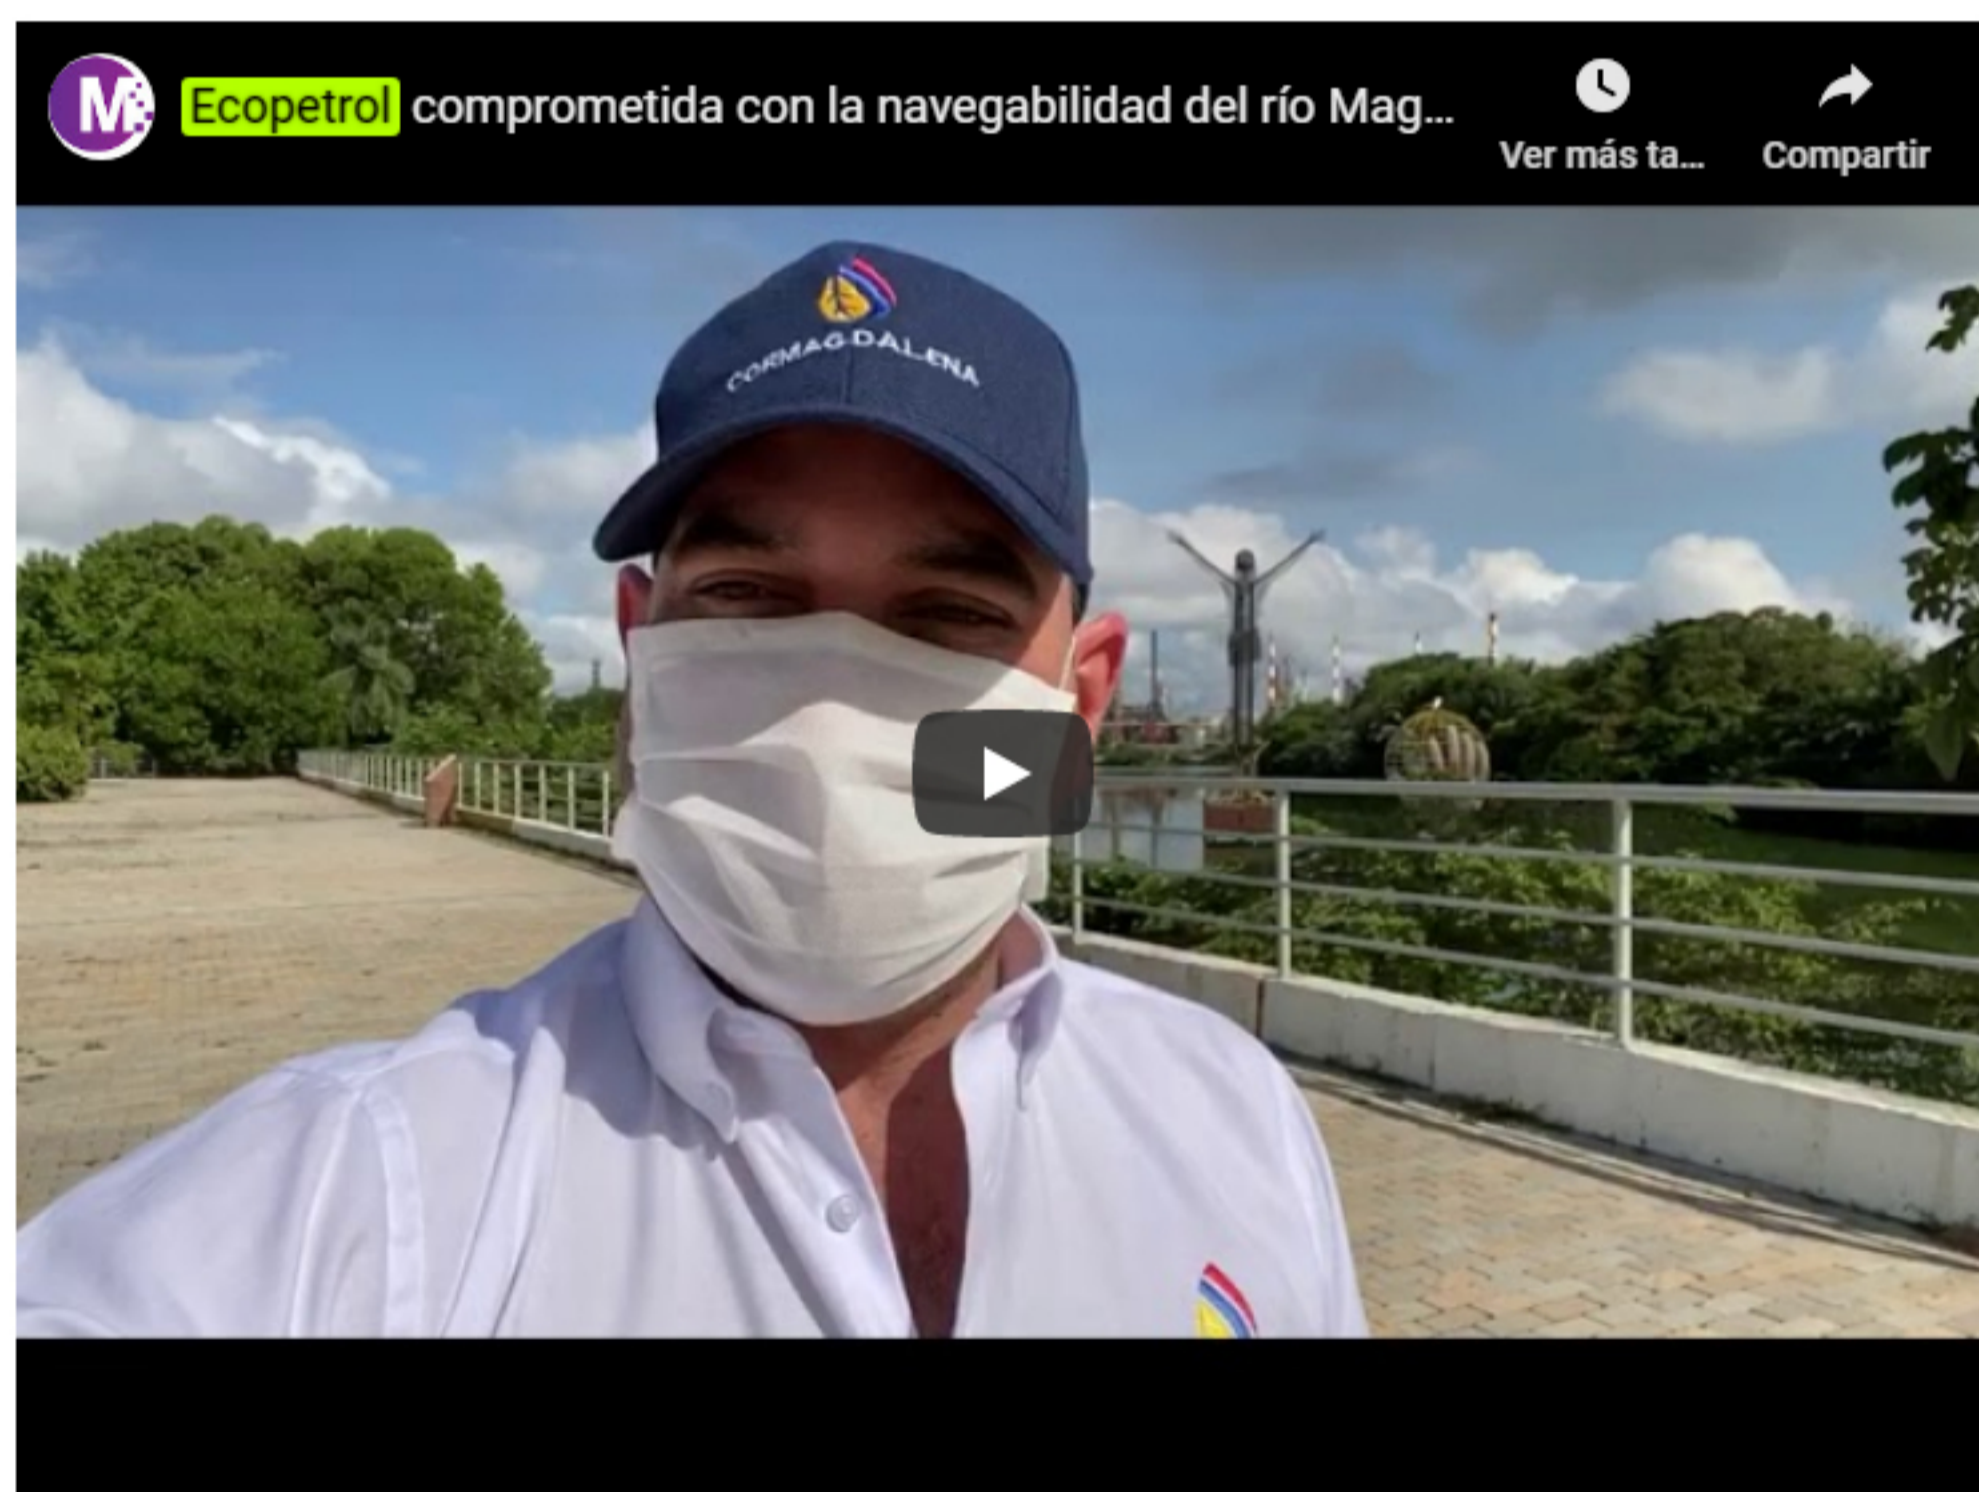 M
Ecopetrol comprometida con la navegabilidad del río Mag...
Ver más ta...
Compartir
CORMAGDALENA